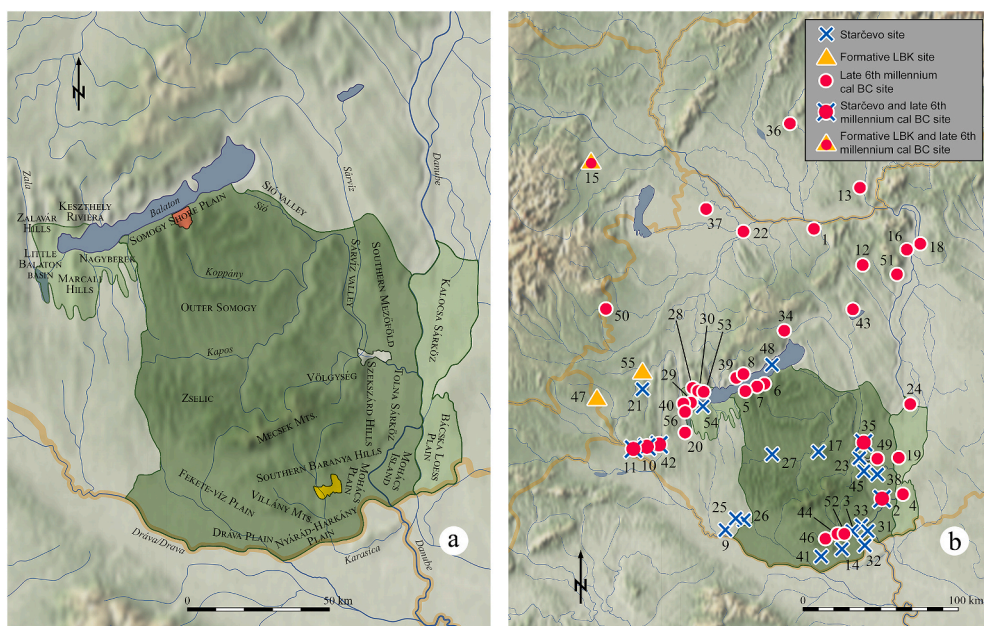 N
Zala
ZALAVÁR
HILLS
KESZTHELY
RIVIERA
Balaton
SOMOGY SHORE PLAIN
SIÓ VALLEY
Sió
Sárvíz
Danube
LITTLE
BALATON
BASIN
NAGYBEREK
MARCALI
HILLS
Koppány
OUTER SOMOGY
SÁRVÍZ VALLEY
SOUTHERN MEZŐFÖLD
KALOCSA SÁRKÖZ
Kapos
VÖLGYSÉG
ZSELIC
SZEKSZÁRD HILLS
TOLNA SÁRKÖZ
MECSEK MTS.
SOUTHERN BARANYA HILLS
BÁCSKA LOESS
PLAIN
MOHÁCS
ISLAND
MOHÁCS
PLAIN
FEKETE-VÍZ PLAIN
VILLÁNY MTS.
NYÁRÁD-HARKÁNY
PLAIN
DRÁVA PLAIN
Dráva/Drava
Karasica
Danube
a
0 50 km
Starčevo site
Formative LBK site
Late 6th millennium
cal BC site
Starčevo and late 6th
millennium cal BC site
Formative LBK and late 6th
millennium cal BC site
36
15
13
37
22
1
16
18
12
51
50
43
34
28
30
53
48
8
39
29
55
21
47
40
56
54
5
7
6
20
24
11
10
42
35
49
19
17
27
23
45
38
2
4
52
3
33
44
25
26
9
46
31
41
14
32
N
b
0 100 km